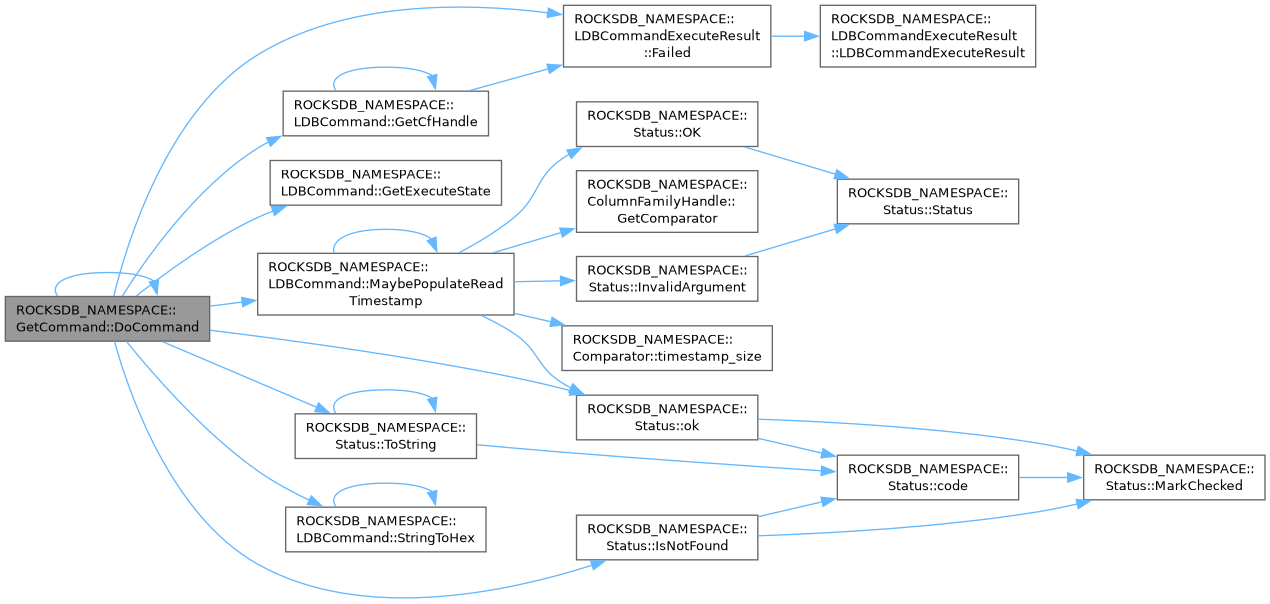 ROCKSDB_NAMESPACE::
LDBCommandExecuteResult
::Failed
ROCKSDB_NAMESPACE::
LDBCommandExecuteResult
::LDBCommandExecuteResult
ROCKSDB_NAMESPACE::
LDBCommand::GetCfHandle
ROCKSDB_NAMESPACE::
Status::OK
ROCKSDB_NAMESPACE::
LDBCommand::GetExecuteState
ROCKSDB_NAMESPACE::
ColumnFamilyHandle::
GetComparator
ROCKSDB_NAMESPACE::
Status::Status
ROCKSDB_NAMESPACE::
LDBCommand::MaybePopulateRead
Timestamp
ROCKSDB_NAMESPACE::
Status::InvalidArgument
ROCKSDB_NAMESPACE::
GetCommand::DoCommand
ROCKSDB_NAMESPACE::
Comparator::timestamp_size
ROCKSDB_NAMESPACE::
Status::ok
ROCKSDB_NAMESPACE::
Status::ToString
ROCKSDB_NAMESPACE::
Status::code
ROCKSDB_NAMESPACE::
Status::MarkChecked
ROCKSDB_NAMESPACE::
LDBCommand::StringToHex
ROCKSDB_NAMESPACE::
Status::IsNotFound